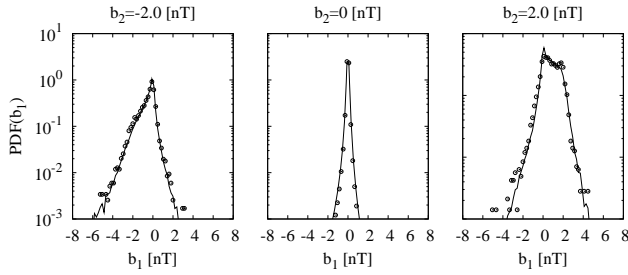 b2=-2.0 [nT] b2=0 [nT] b2=2.0 [nT]
PDF(b1)
10^1
10^0
10^-1
10^-2
10^-3
-8 -6 -4 -2 0 2 4 6 8 -8 -6 -4 -2 0 2 4 6 8 -8 -6 -4 -2 0 2 4 6 8
b1 [nT] b1 [nT] b1 [nT]